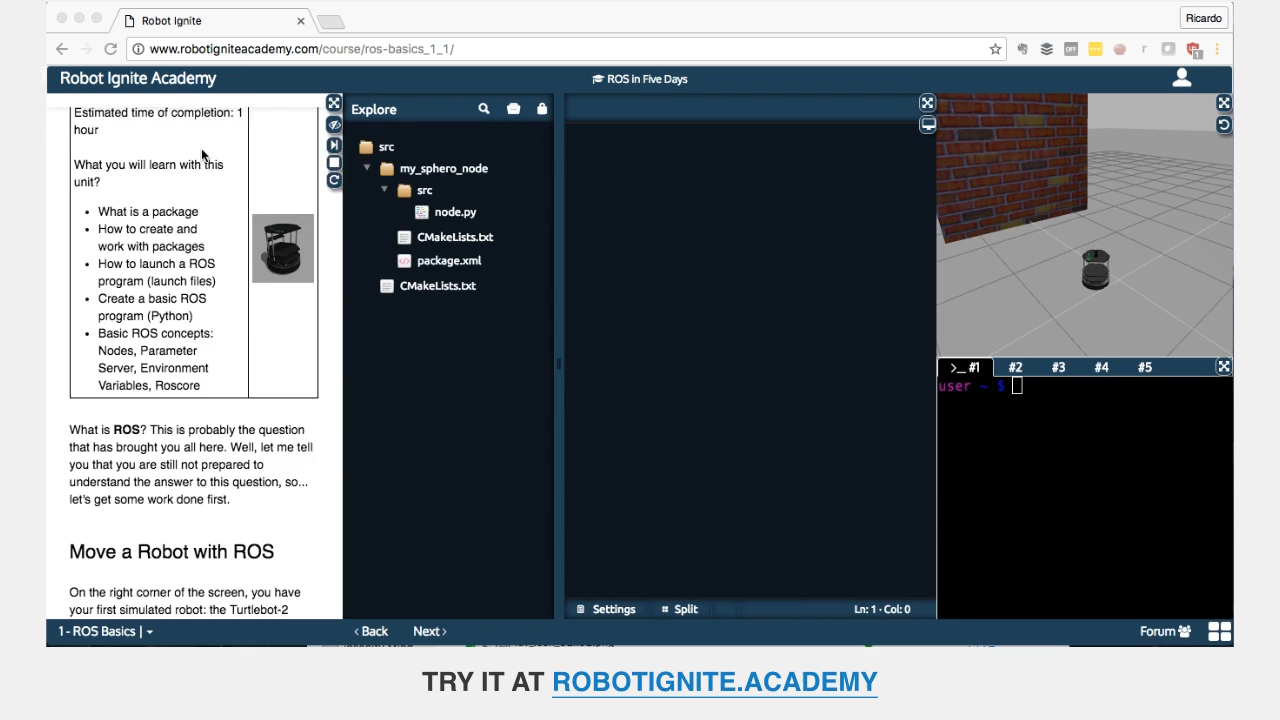 Robot Ignite
Ricardo
www.robotigniteacademy.com/course/ros-basics_1_1/
OFF
r
1
Robot Ignite Academy
ROS in Five Days
Estimated time of completion: 1
hour
What you will learn with this
unit?
• What is a package
• How to create and
work with packages
• How to launch a ROS
program (launch files)
• Create a basic ROS
program (Python)
• Basic ROS concepts:
Nodes, Parameter
Server, Environment
Variables, Roscore
What is ROS? This is probably the question
that has brought you all here. Well, let me tell
you that you are still not prepared to
understand the answer to this question, so...
let's get some work done first.
Move a Robot with ROS
On the right corner of the screen, you have
your first simulated robot: the Turtlebot-2
Explore
src
my_sphero_node
src
node.py
CMakeLists.txt
package.xml
CMakeLists.txt
Settings
Split
Ln: 1 · Col: 0
>_ #1
#2
#3
#4
#5
user ~ $
1 - ROS Basics |
‹ Back
Next ›
Forum
TRY IT AT ROBOTIGNITE.ACADEMY